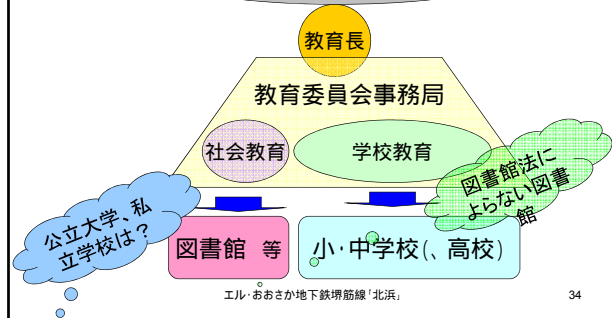 教育長
教育委員会事務局
社会教育
学校教育
図書館法に
よらない図書
館
公立大学、私
立学校は？
図書館 等
小・中学校(、高校)
エル・おおさか地下鉄堺筋線「北浜」
34